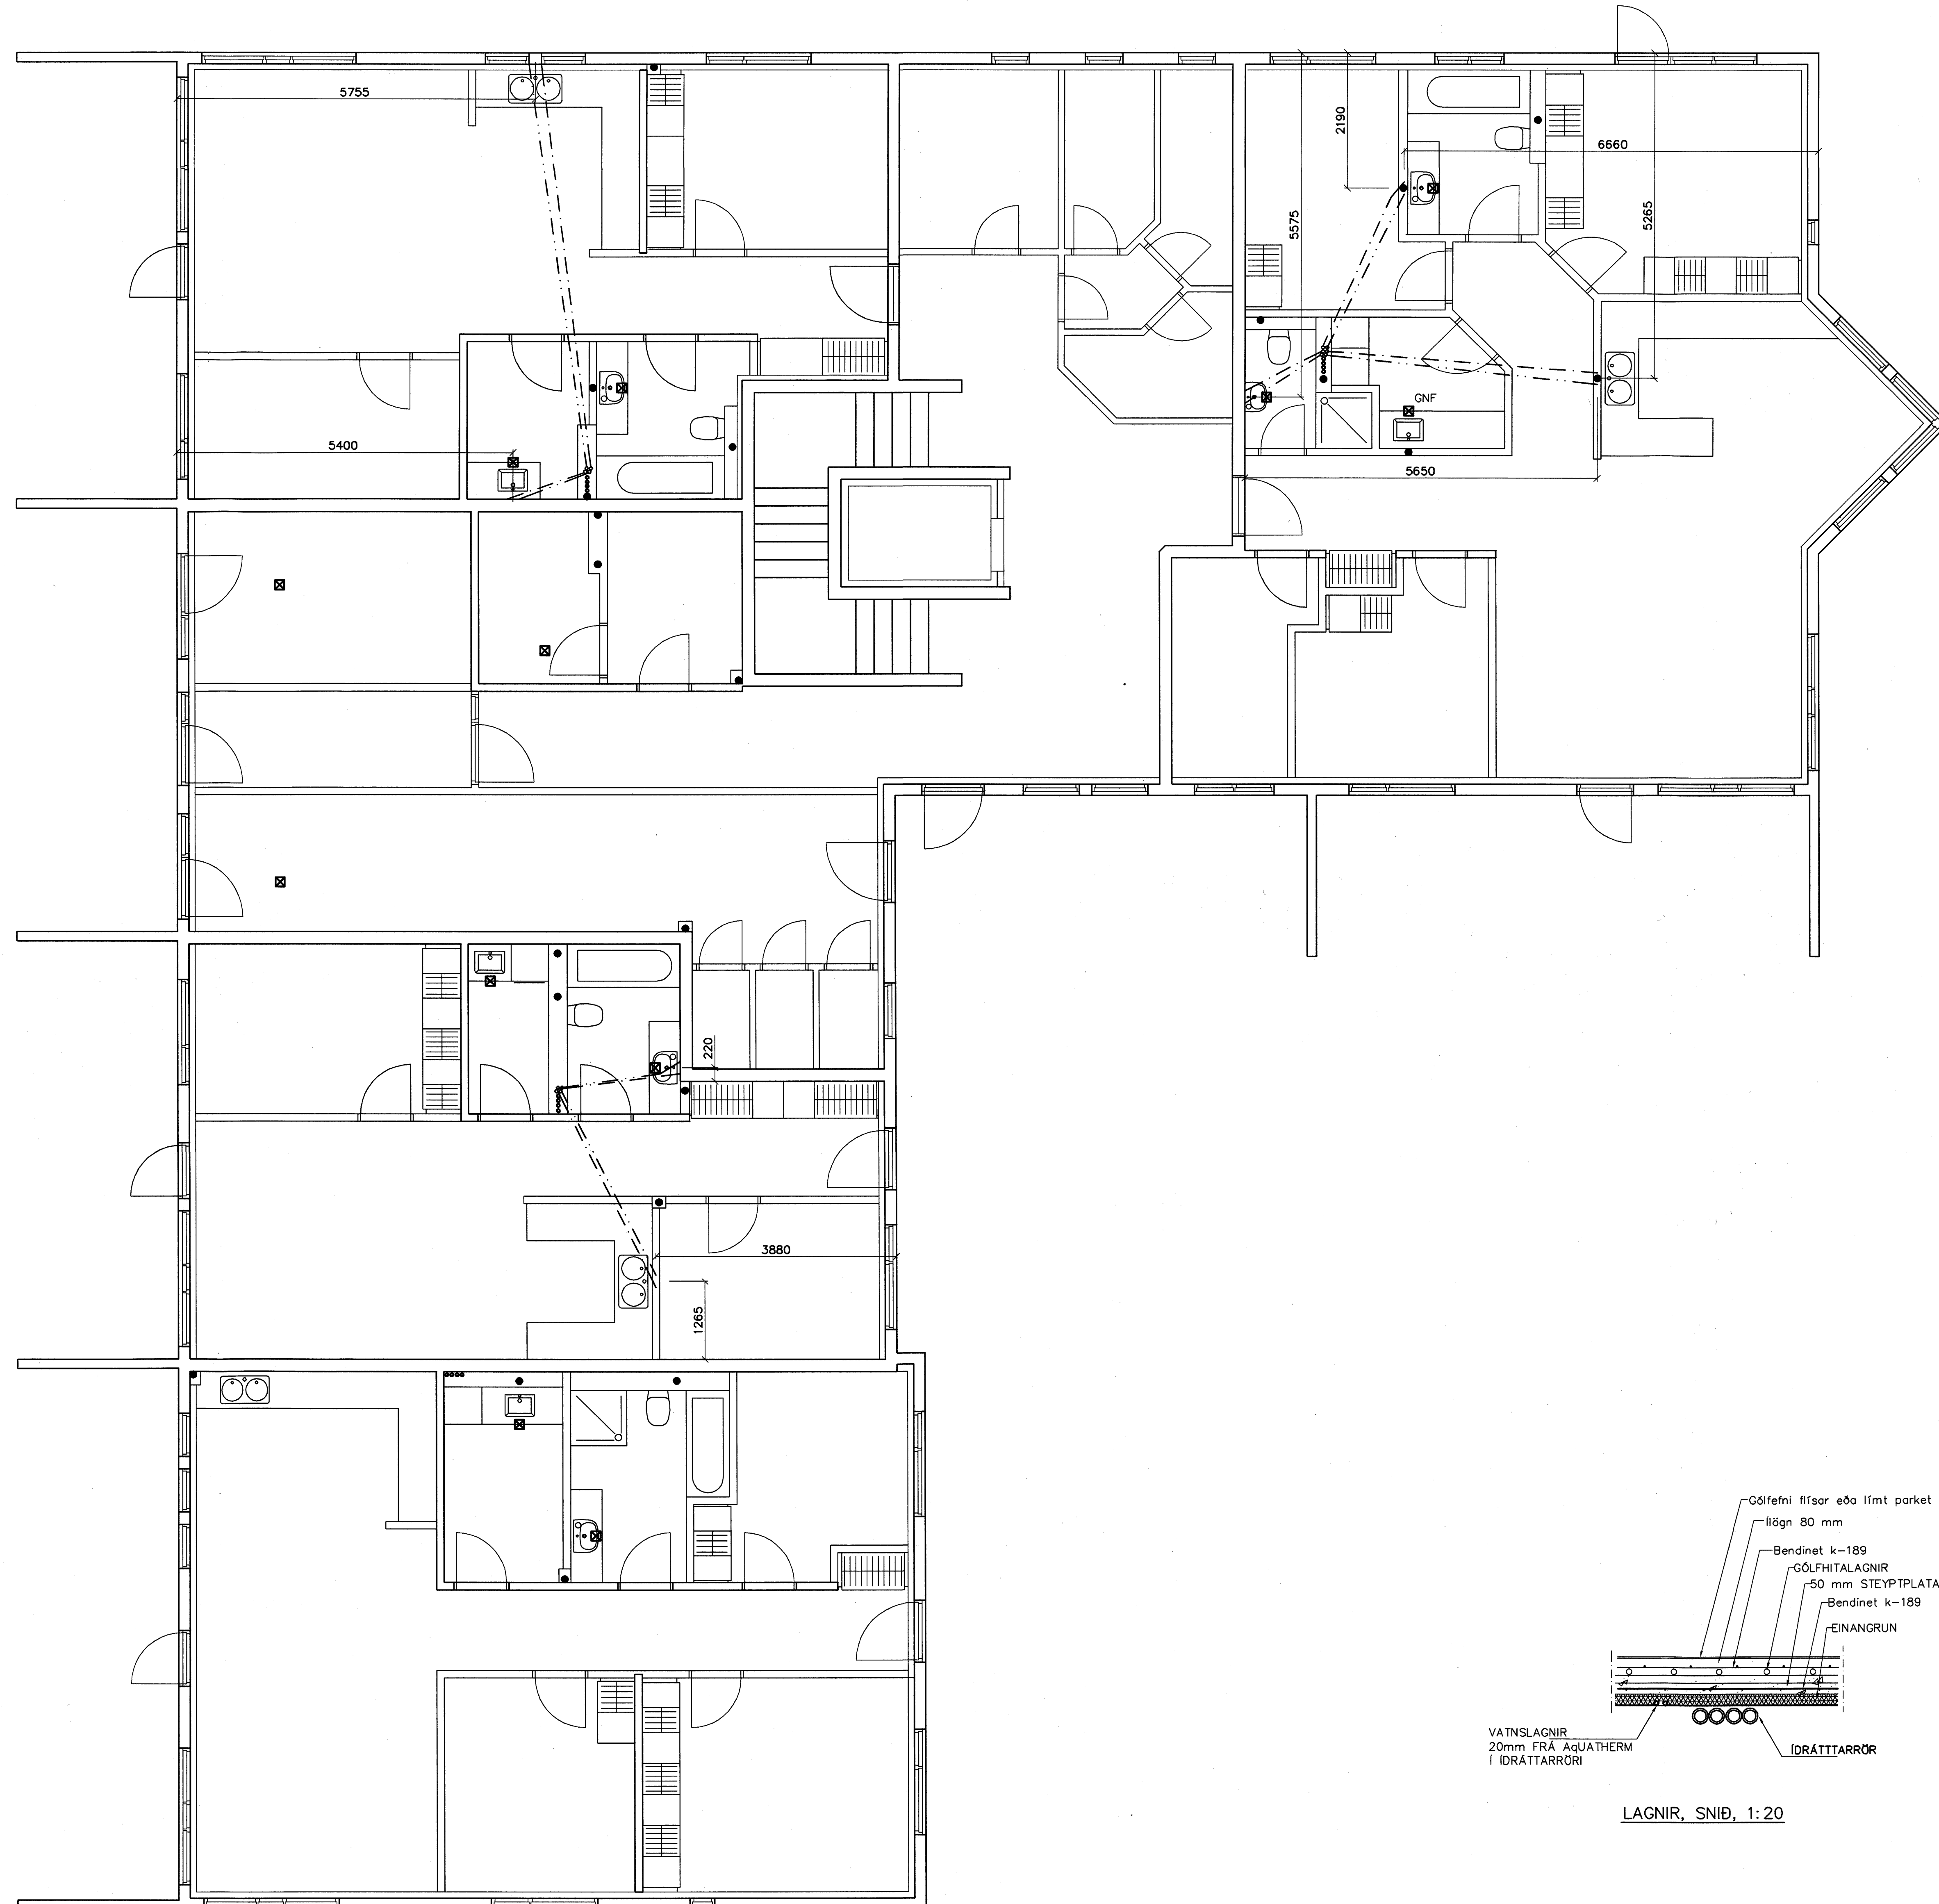 5755
2190
6660
5575
5265
GNF
5400
5650
220
3880
1265
Gólfefni flísar eða límt parket
Ílögn 80 mm
Bendinet k-189
GÓLFHITALAGNIR
50 mm STEYPTPLATA
Bendinet k-189
EINANGRUN
VATNSLAGNIR
20mm FRÁ AqUATHERM
Í ÍDRÁTTARRÖRI
ÍDRÁTTTARRÖR
LAGNIR, SNIÐ, 1:20